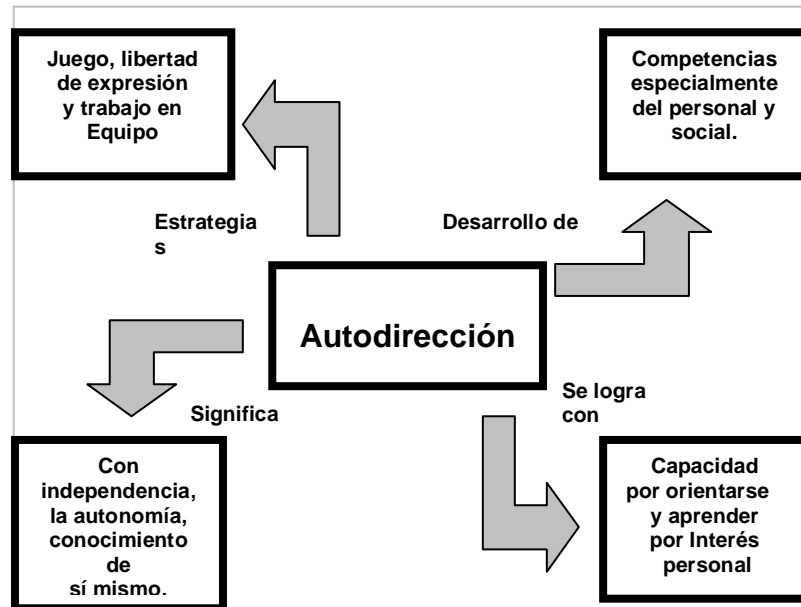 Juego, libertad
de expresión
y trabajo en
Equipo
Competencias
especialmente
del personal y
social.
Estrategia
s
Desarrollo de
Autodirección
Significa
Se logra
con
Con
independencia,
la autonomía,
conocimiento
de
sí mismo.
Capacidad
por orientarse
y aprender
por Interés
personal